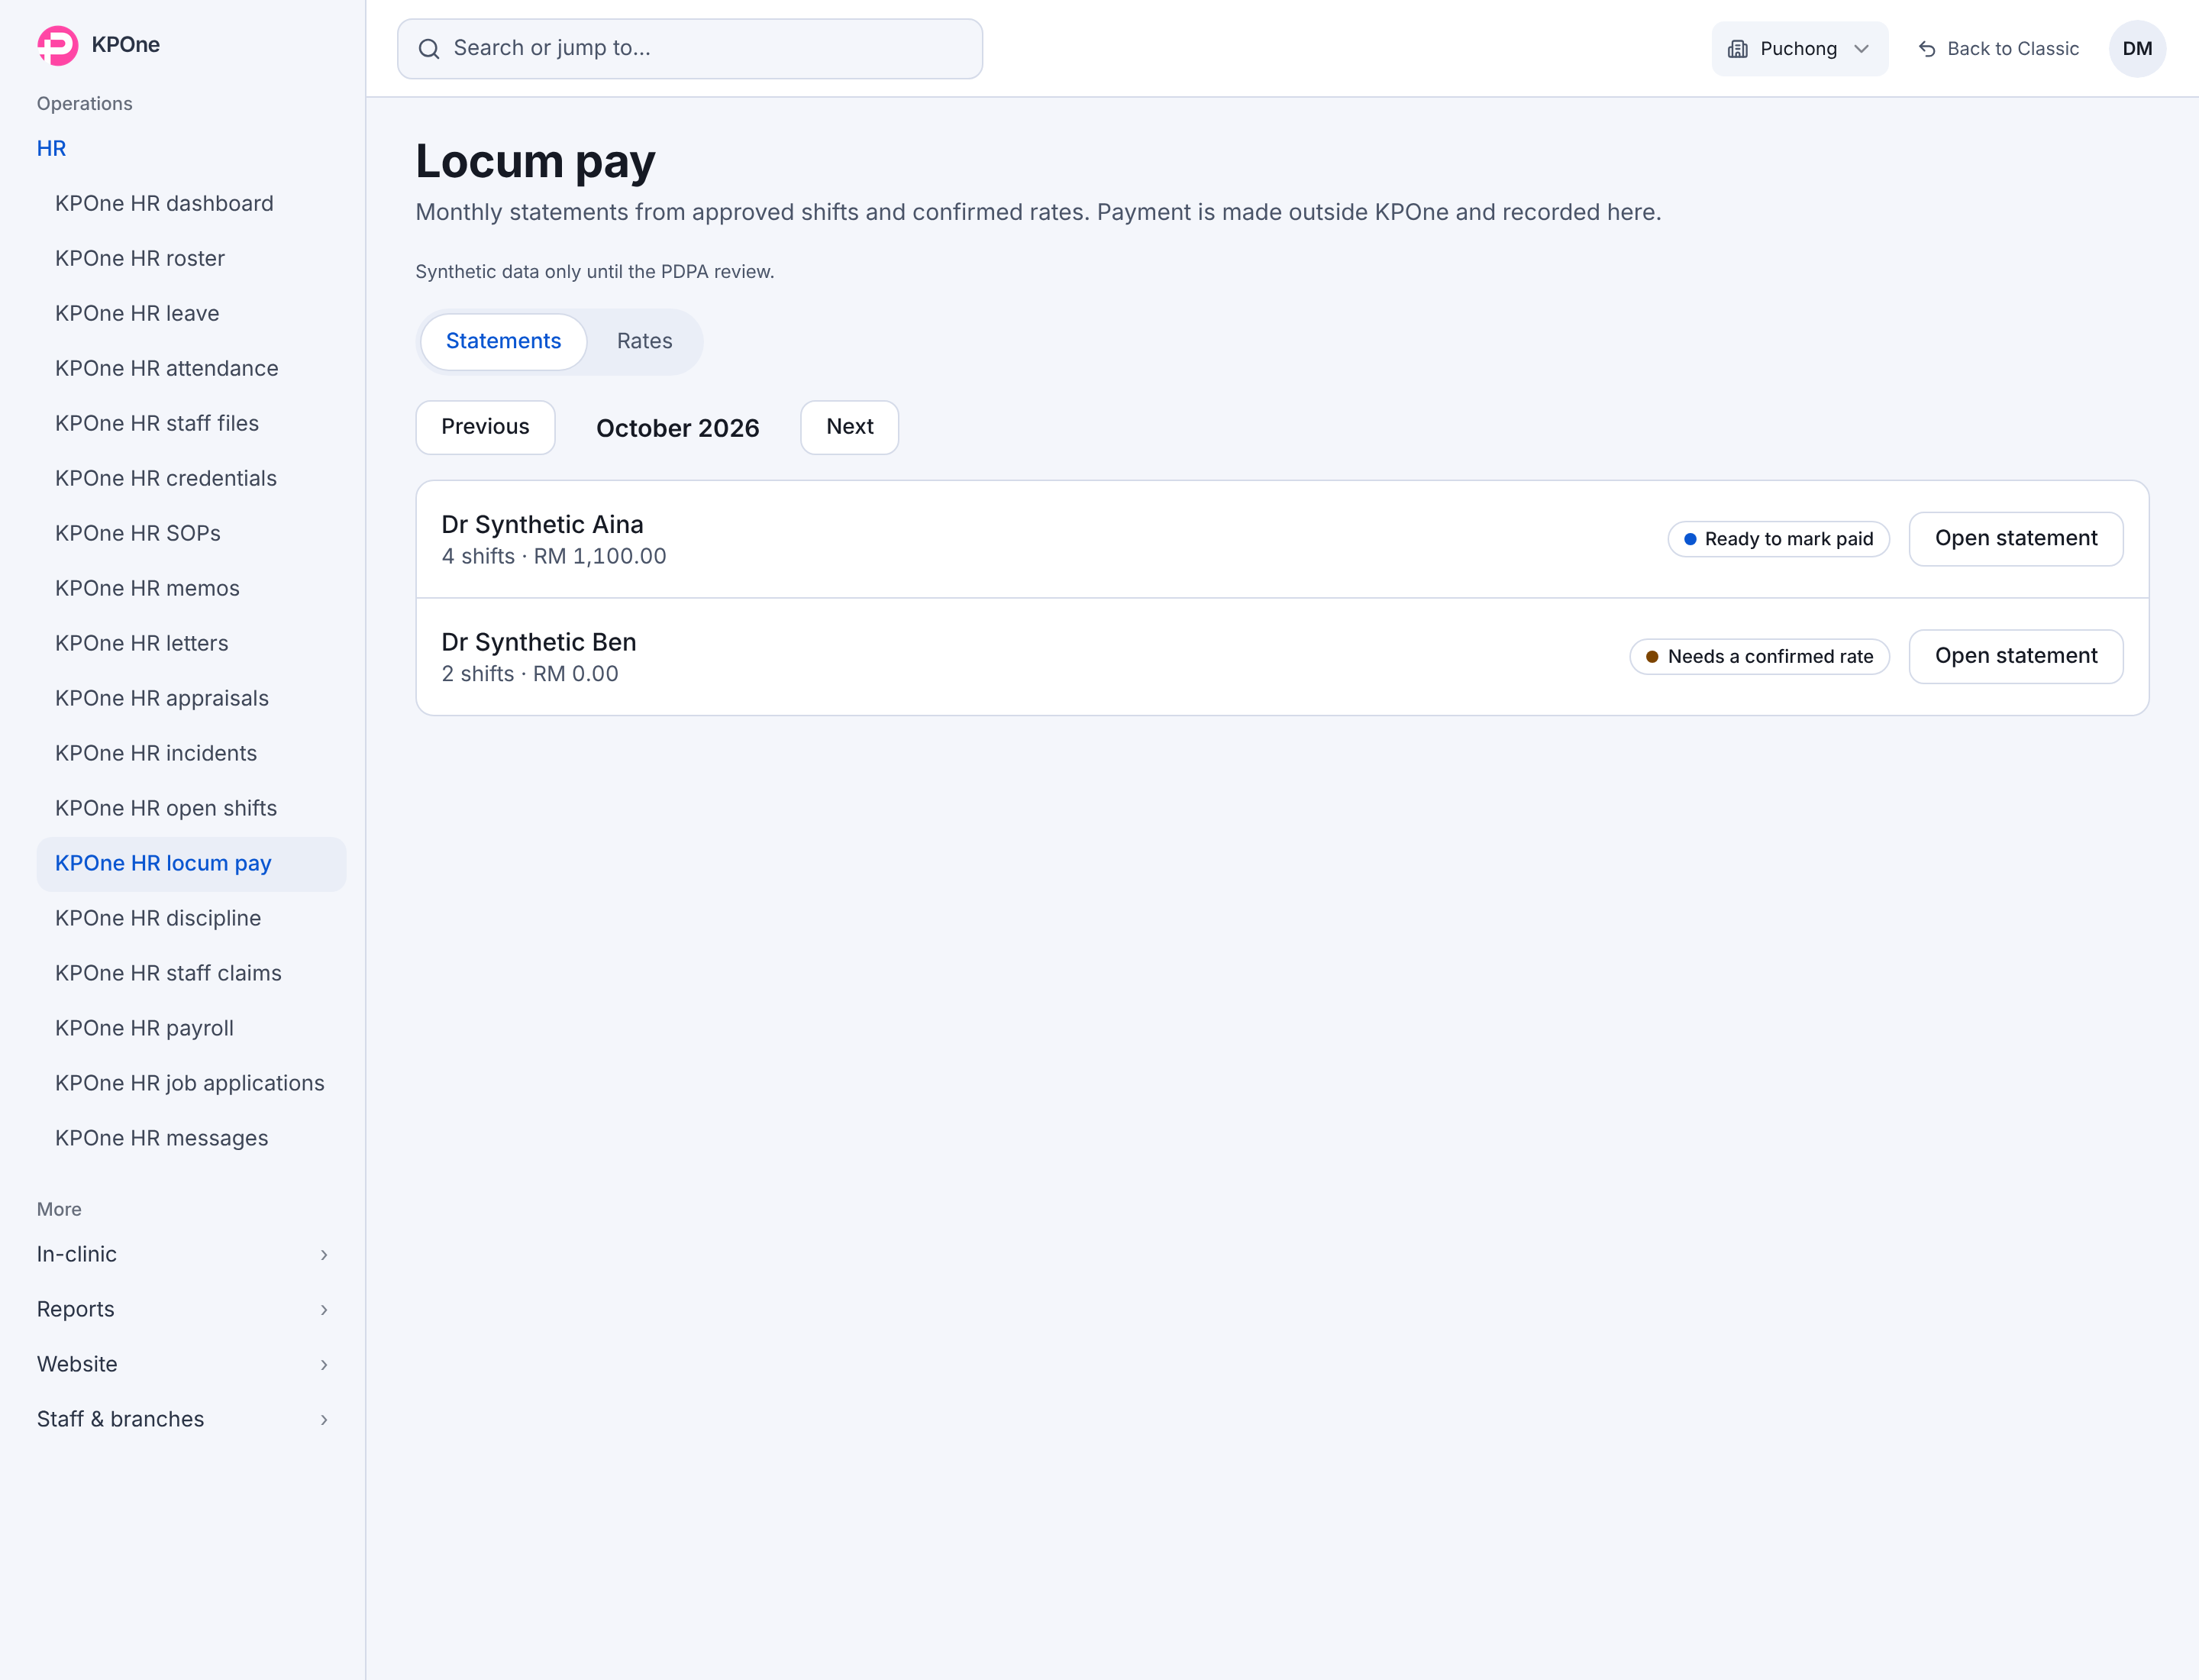 KPOne
Operations
HR
KPOne HR dashboard
KPOne HR roster
KPOne HR leave
KPOne HR attendance
KPOne HR staff files
KPOne HR credentials
KPOne HR SOPs
KPOne HR memos
KPOne HR letters
KPOne HR appraisals
KPOne HR incidents
KPOne HR open shifts
KPOne HR locum pay
KPOne HR discipline
KPOne HR staff claims
KPOne HR payroll
KPOne HR job applications
KPOne HR messages
More
In-clinic
Reports
Website
Staff & branches
Search or jump to...
Puchong
Back to Classic
DM
Locum pay
Monthly statements from approved shifts and confirmed rates. Payment is made outside KPOne and recorded here.
Synthetic data only until the PDPA review.
Statements
Rates
Previous
October 2026
Next
Dr Synthetic Aina
4 shifts · RM 1,100.00
Ready to mark paid
Open statement
Dr Synthetic Ben
2 shifts · RM 0.00
Needs a confirmed rate
Open statement